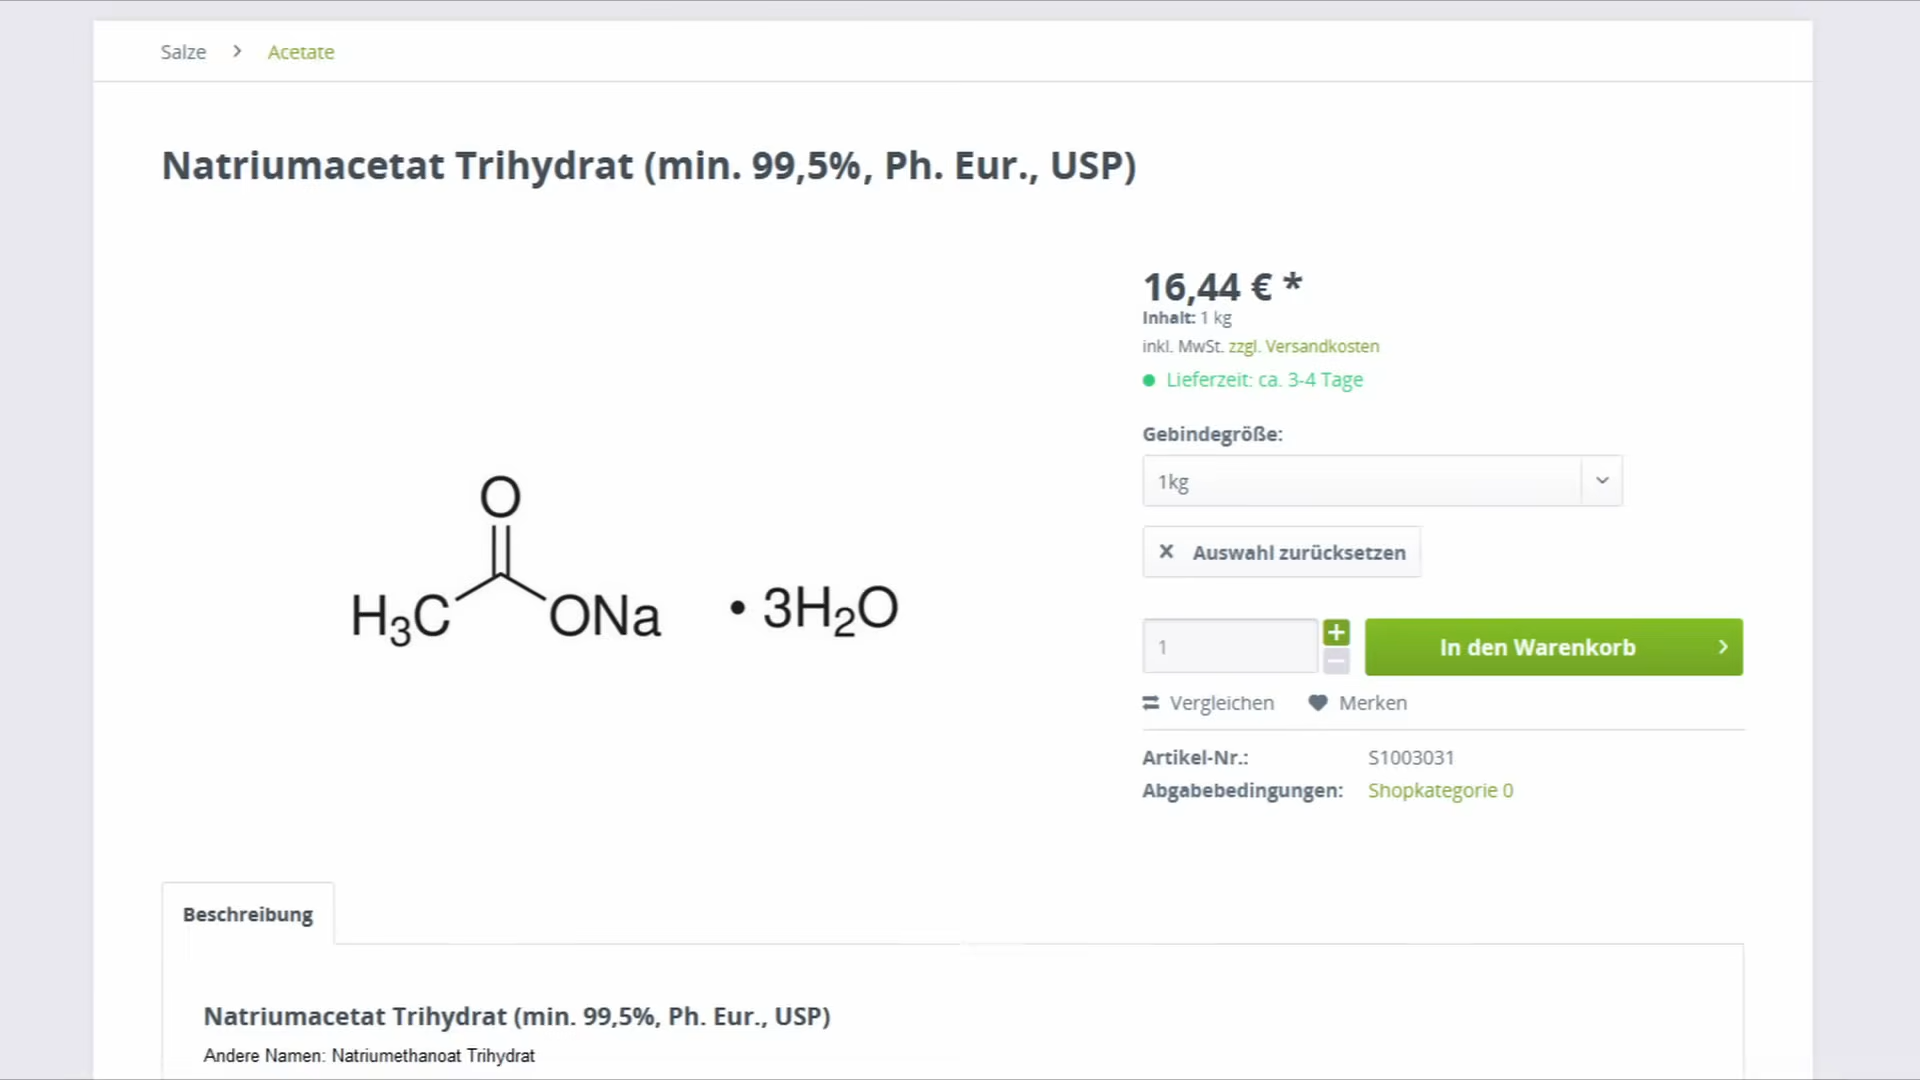 Salze > Acetate
Natriumacetat Trihydrat (min. 99,5%, Ph. Eur., USP)
16,44 € *
Inhalt: 1 kg
inkl. MwSt. zzgl. Versandkosten
Lieferzeit: ca. 3-4 Tage
Gebindegröße:
1kg
× Auswahl zurücksetzen
O
H₃C ONa • 3H₂O
1 + − In den Warenkorb >
Vergleichen Merken
Artikel-Nr.: S1003031
Abgabebedingungen: Shopkategorie 0
Beschreibung
Natriumacetat Trihydrat (min. 99,5%, Ph. Eur., USP)
Andere Namen: Natriumethanoat Trihydrat